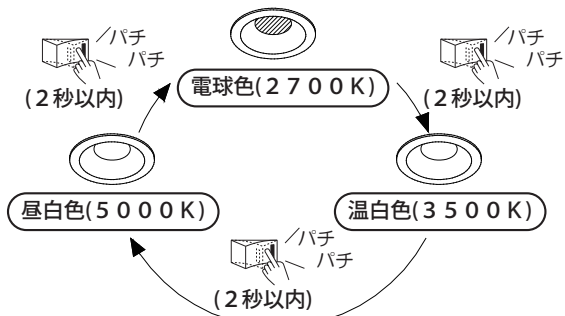 パチ
パチ
(2秒以内)
電球色(2700K)
パチ
パチ
(2秒以内)
昼白色(5000K)
温白色(3500K)
パチ
パチ
(2秒以内)